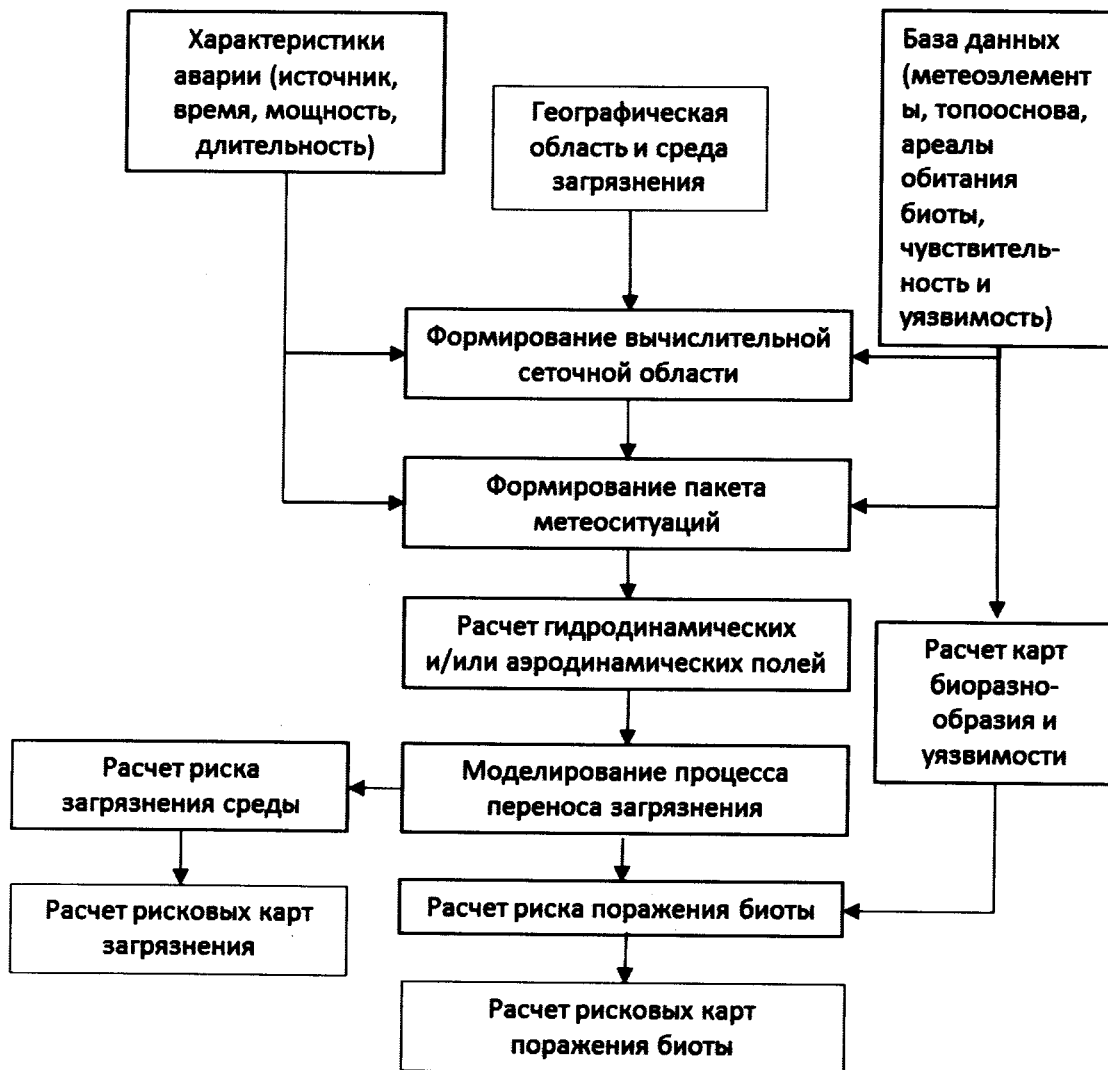 Характеристики
аварии (источник,
время, мощность,
длительность)
Географическая
область и среда
загрязнения
База данных
(метеоэлемент
ы, топооснова,
ареалы
обитания
биоты,
чувствитель-
ность и
уязвимость)
Формирование вычислительной
сеточной области
Формирование пакета
метеоситуаций
Расчет гидродинамических
и/или аэродинамических полей
Расчет карт
биоразно-
образия и
уязвимости
Расчет риска
загрязнения среды
Моделирование процесса
переноса загрязнения
Расчет рисковых карт
загрязнения
Расчет риска поражения биоты
Расчет рисковых карт
поражения биоты